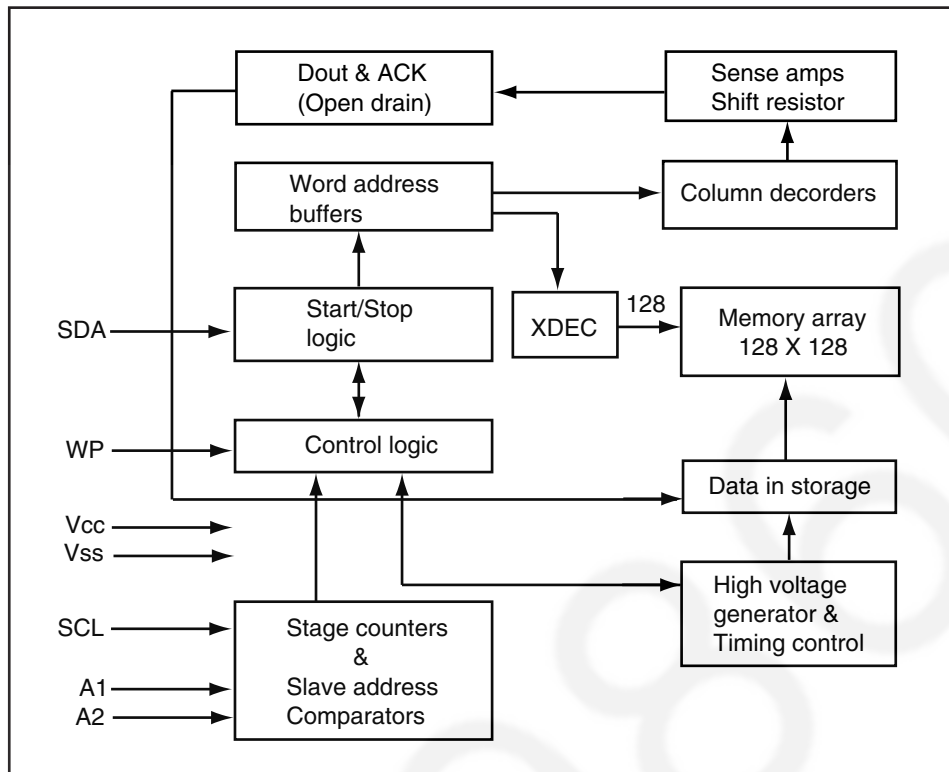 Dout & ACK
(Open drain)
Sense amps
Shift resistor
Word address
buffers
Column decorders
SDA
Start/Stop
logic
XDEC
128
Memory array
128 X 128
WP
Control logic
Data in storage
Vcc
Vss
SCL
A1
A2
Stage counters
&
Slave address
Comparators
High voltage
generator &
Timing control